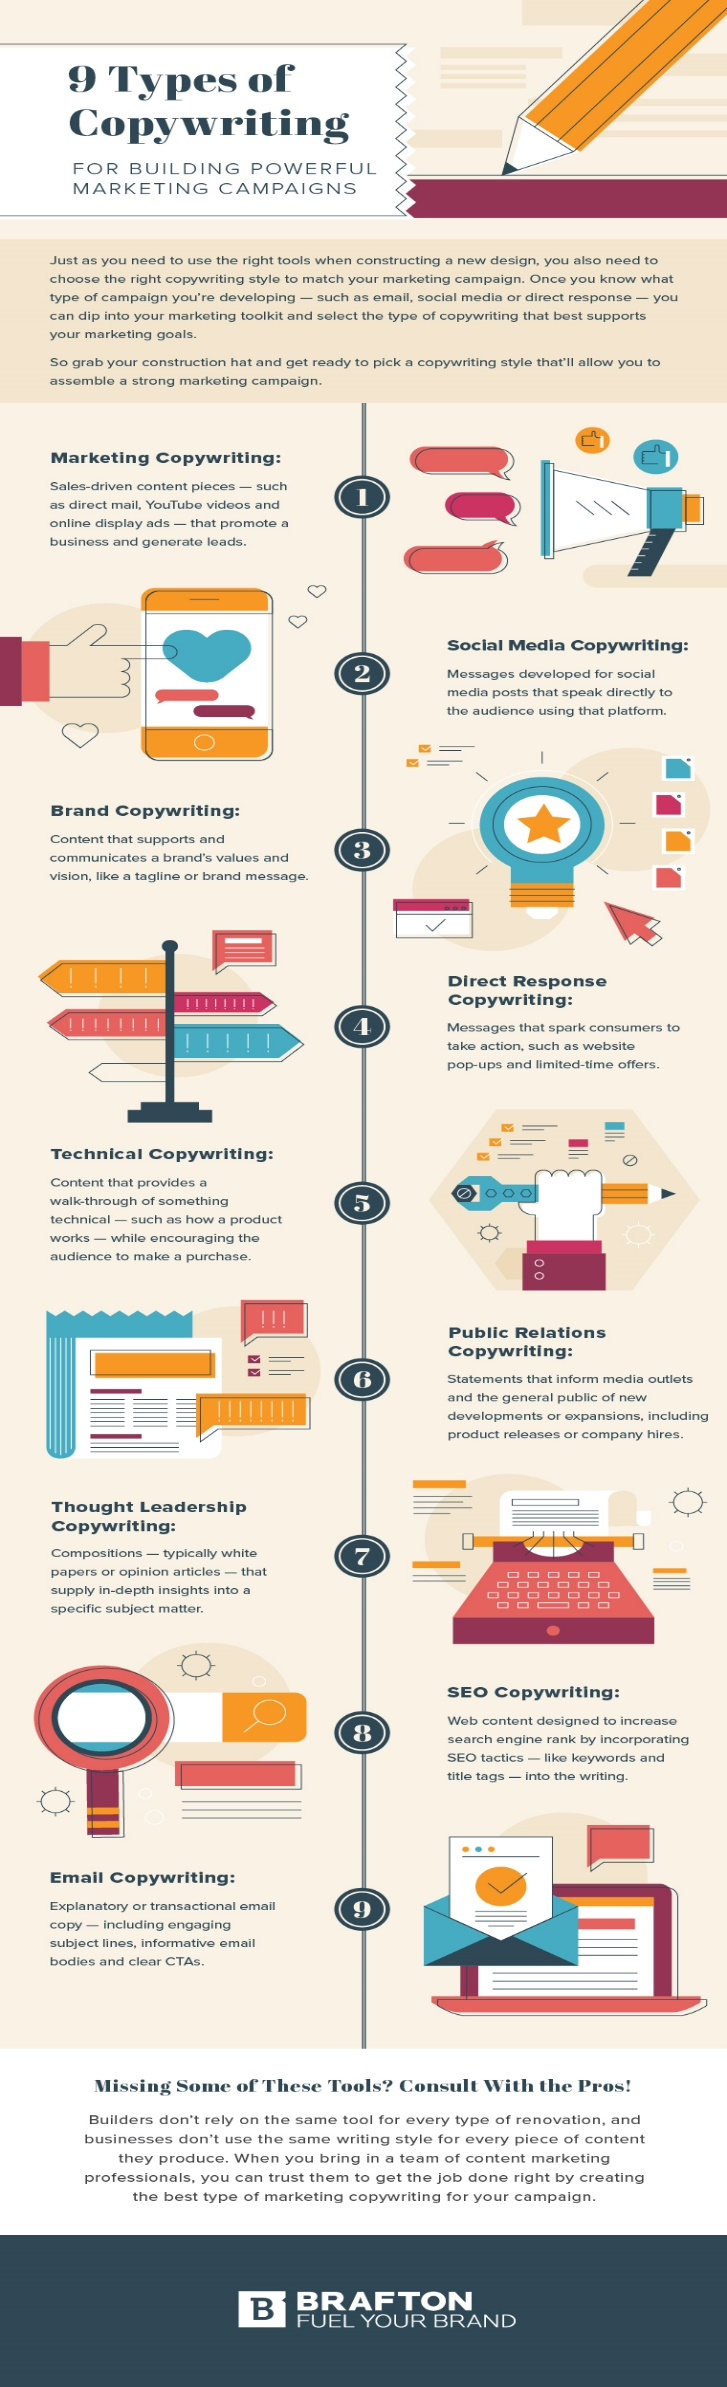 9 Types of
Copywriting
FOR BUILDING POWERFUL
MARKETING CAMPAIGNS
Just as you need to use the right tools when constructing a new design, you also need to
choose the right copywriting style to match your marketing campaign. Once you know what
type of campaign you're developing — such as email, social media or direct response — you
can dip into your marketing toolkit and select the type of copywriting that best supports
your marketing goals.
So grab your construction hat and get ready to pick a copywriting style that'll allow you to
assemble a strong marketing campaign.
1
Marketing Copywriting:
Sales-driven content pieces — such
as direct mail, YouTube videos and
online display ads — that promote a
business and generate leads.
2
Social Media Copywriting:
Messages developed for social
media posts that speak directly to
the audience using that platform.
3
Brand Copywriting:
Content that supports and
communicates a brand's values and
vision, like a tagline or brand message.
4
Direct Response
Copywriting:
Messages that spark consumers to
take action, such as website
pop-ups and limited-time offers.
5
Technical Copywriting:
Content that provides a
walk-through of something
technical — such as how a product
works — while encouraging the
audience to make a purchase.
6
Public Relations
Copywriting:
Statements that inform media outlets
and the general public of new
developments or expansions, including
product releases or company hires.
7
Thought Leadership
Copywriting:
Compositions — typically white
papers or opinion articles — that
supply in-depth insights into a
specific subject matter.
8
SEO Copywriting:
Web content designed to increase
search engine rank by incorporating
SEO tactics — like keywords and
title tags — into the writing.
9
Email Copywriting:
Explanatory or transactional email
copy — including engaging
subject lines, informative email
bodies and clear CTAs.
Missing Some of These Tools? Consult With the Pros!
Builders don't rely on the same tool for every type of renovation, and
businesses don't use the same writing style for every piece of content
they produce. When you bring in a team of content marketing
professionals, you can trust them to get the job done right by creating
the best type of marketing copywriting for your campaign.
B
BRAFTON
FUEL YOUR BRAND